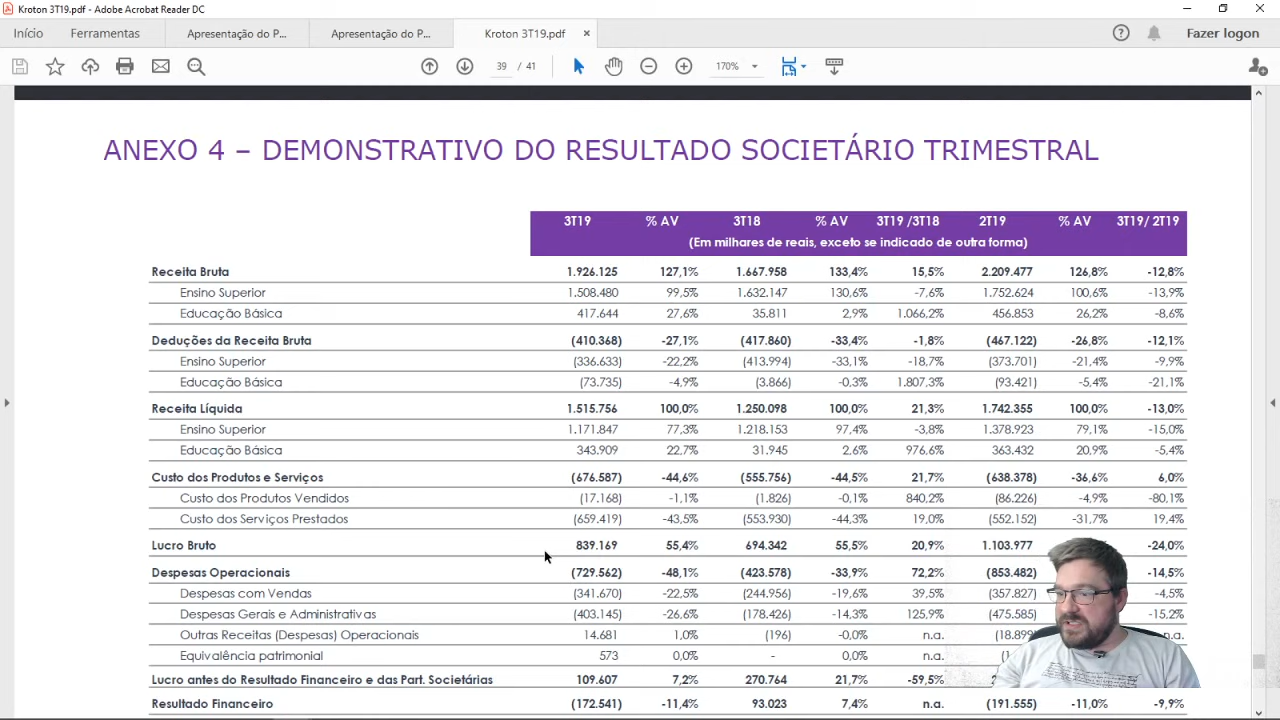 Kroton 3T19.pdf - Adobe Acrobat Reader DC
Início Ferramentas Apresentação do P... Apresentação do P... Kroton 3T19.pdf × Fazer logon
39 / 41 170%
ANEXO 4 – DEMONSTRATIVO DO RESULTADO SOCIETÁRIO TRIMESTRAL
3T19 % AV 3T18 % AV 3T19 /3T18 2T19 % AV 3T19/ 2T19
(Em milhares de reais, exceto se indicado de outra forma)
Receita Bruta 1.926.125 127,1% 1.667.958 133,4% 15,5% 2.209.477 126,8% -12,8%
Ensino Superior 1.508.480 99,5% 1.632.147 130,6% -7,6% 1.752.624 100,6% -13,9%
Educação Básica 417.644 27,6% 35.811 2,9% 1.066,2% 456.853 26,2% -8,6%
Deduções da Receita Bruta (410.368) -27,1% (417.860) -33,4% -1,8% (467.122) -26,8% -12,1%
Ensino Superior (336.633) -22,2% (413.994) -33,1% -18,7% (373.701) -21,4% -9,9%
Educação Básica (73.735) -4,9% (3.866) -0,3% 1.807,3% (93.421) -5,4% -21,1%
Receita Líquida 1.515.756 100,0% 1.250.098 100,0% 21,3% 1.742.355 100,0% -13,0%
Ensino Superior 1.171.847 77,3% 1.218.153 97,4% -3,8% 1.378.923 79,1% -15,0%
Educação Básica 343.909 22,7% 31.945 2,6% 976,6% 363.432 20,9% -5,4%
Custo dos Produtos e Serviços (676.587) -44,6% (555.756) -44,5% 21,7% (638.378) -36,6% 6,0%
Custo dos Produtos Vendidos (17.168) -1,1% (1.826) -0,1% 840,2% (86.226) -4,9% -80,1%
Custo dos Serviços Prestados (659.419) -43,5% (553.930) -44,3% 19,0% (552.152) -31,7% 19,4%
Lucro Bruto 839.169 55,4% 694.342 55,5% 20,9% 1.103.977 -24,0%
Despesas Operacionais (729.562) -48,1% (423.578) -33,9% 72,2% (853.482) -14,5%
Despesas com Vendas (341.670) -22,5% (244.956) -19,6% 39,5% (357.827) -4,5%
Despesas Gerais e Administrativas (403.145) -26,6% (178.426) -14,3% 125,9% (475.585) -15,2%
Outras Receitas (Despesas) Operacionais 14.681 1,0% (196) -0,0% n.a. (18.899 n.a.
Equivalência patrimonial 573 0,0% - 0,0% n.a.
Lucro antes do Resultado Financeiro e das Part. Societárias 109.607 7,2% 270.764 21,7% -59,5%
Resultado Financeiro (172.541) -11,4% 93.023 7,4% n.a. (191.555) -11,0% -9,9%